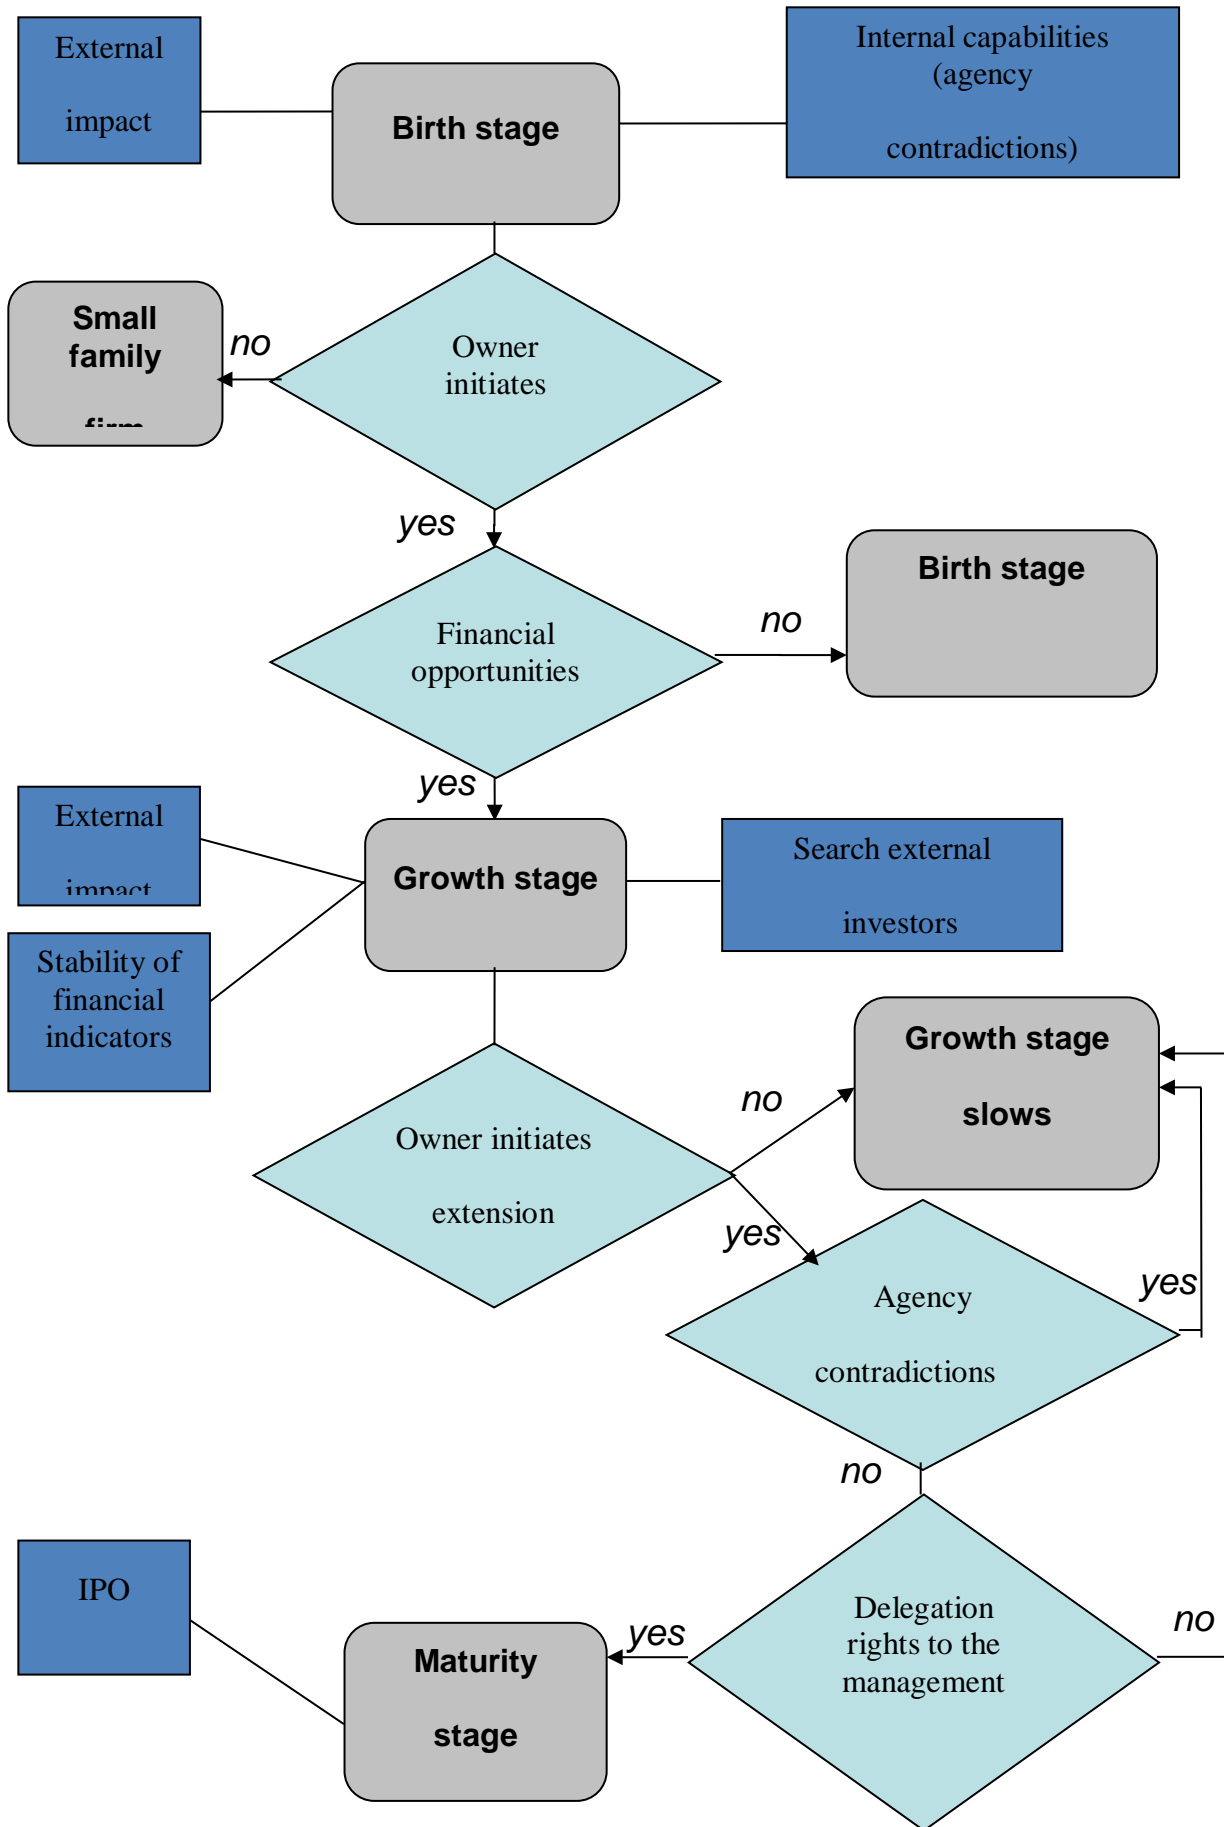 External
impact
Internal capabilities
(agency
contradictions)
Birth stage
Small
family
firm
no
Owner
initiates
yes
Birth stage
Financial
opportunities
no
yes
External
impact
Growth stage
Search external
investors
Stability of
financial
indicators
Growth stage
slows
no
Owner initiates
extension
yes
Agency
contradictions
yes
no
IPO
Delegation
rights to the
management
yes
no
Maturity
stage